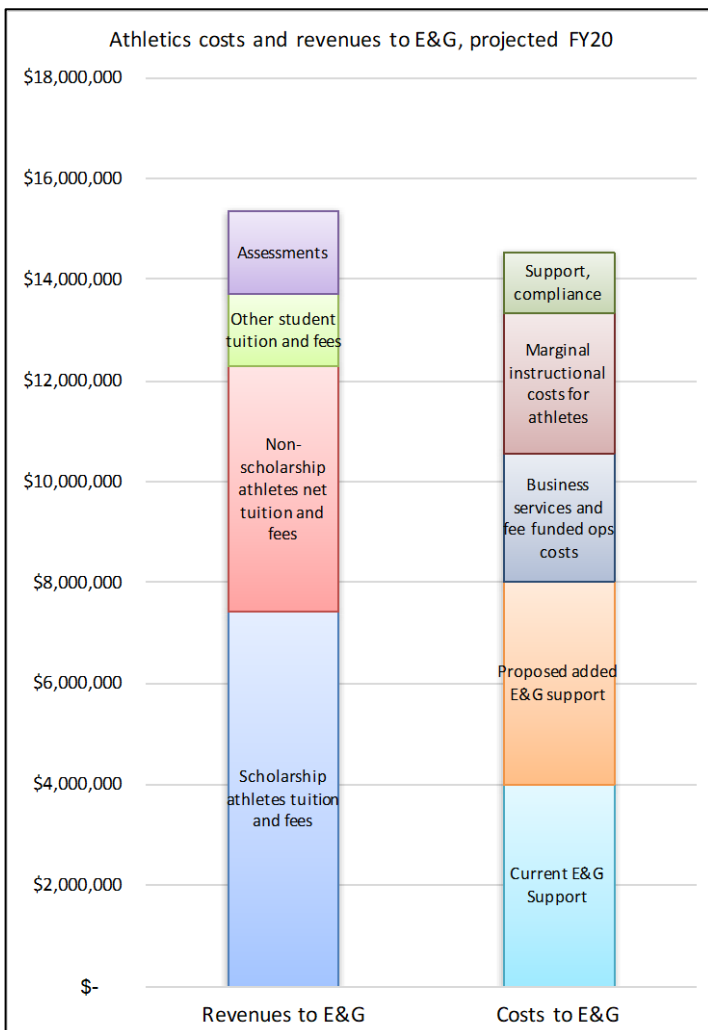 Athletics costs and revenues to E&G, projected FY20
$18,000,000
$16,000,000
$14,000,000
$12,000,000
$10,000,000
$8,000,000
$6,000,000
$4,000,000
$2,000,000
$-
Assessments
Other student
tuition and fees
Non-
scholarship
athletes net
tuition and
fees
Scholarship
athletes tuition
and fees
Support,
compliance
Marginal
instructional
costs for
athletes
Business
services and
fee funded ops
costs
Proposed added
E&G support
Current E&G
Support
Revenues to E&G
Costs to E&G